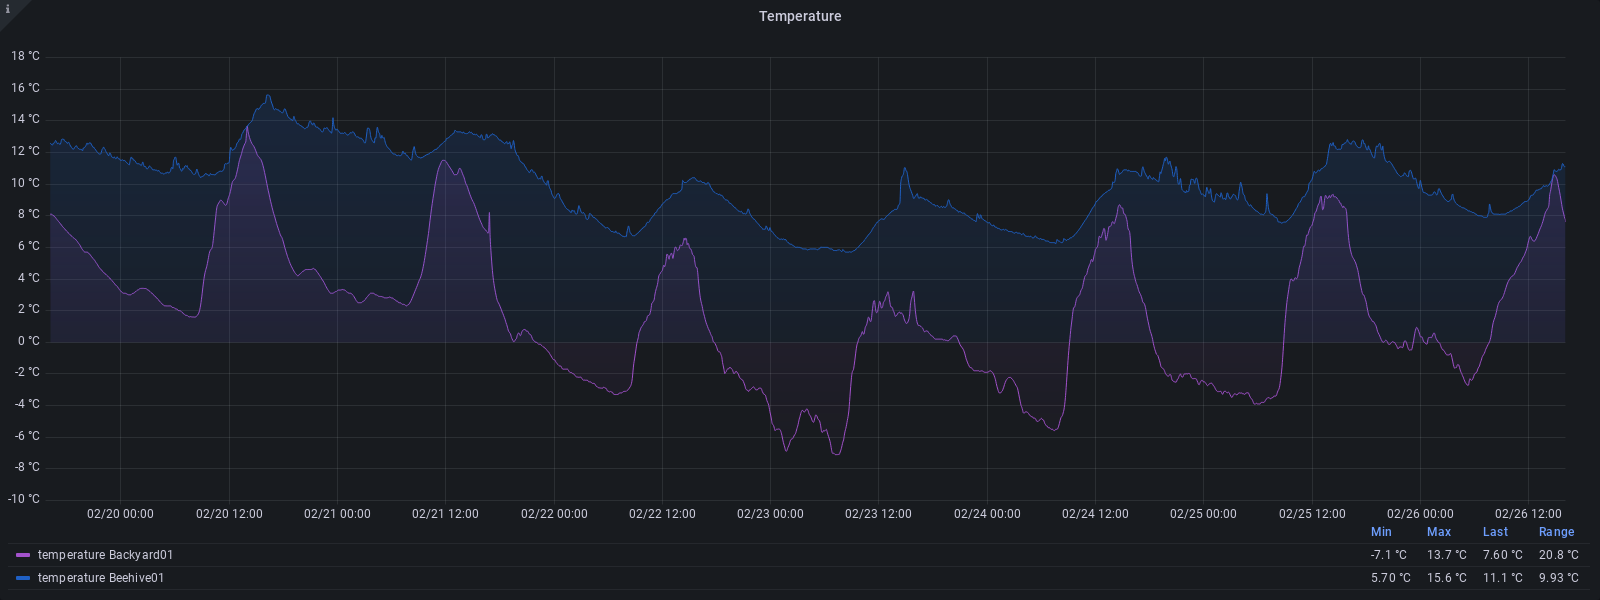 i
Temperature
18 °C
16 °C
14 °C
12 °C
10 °C
8 °C
6 °C
4 °C
2 °C
0 °C
-2 °C
-4 °C
-6 °C
-8 °C
-10 °C
02/20 00:00 02/20 12:00 02/21 00:00 02/21 12:00 02/22 00:00 02/22 12:00 02/23 00:00 02/23 12:00 02/24 00:00 02/24 12:00 02/25 00:00 02/25 12:00 02/26 00:00 02/26 12:00
Min Max Last Range
temperature Backyard01 -7.1 °C 13.7 °C 7.60 °C 20.8 °C
temperature Beehive01 5.70 °C 15.6 °C 11.1 °C 9.93 °C